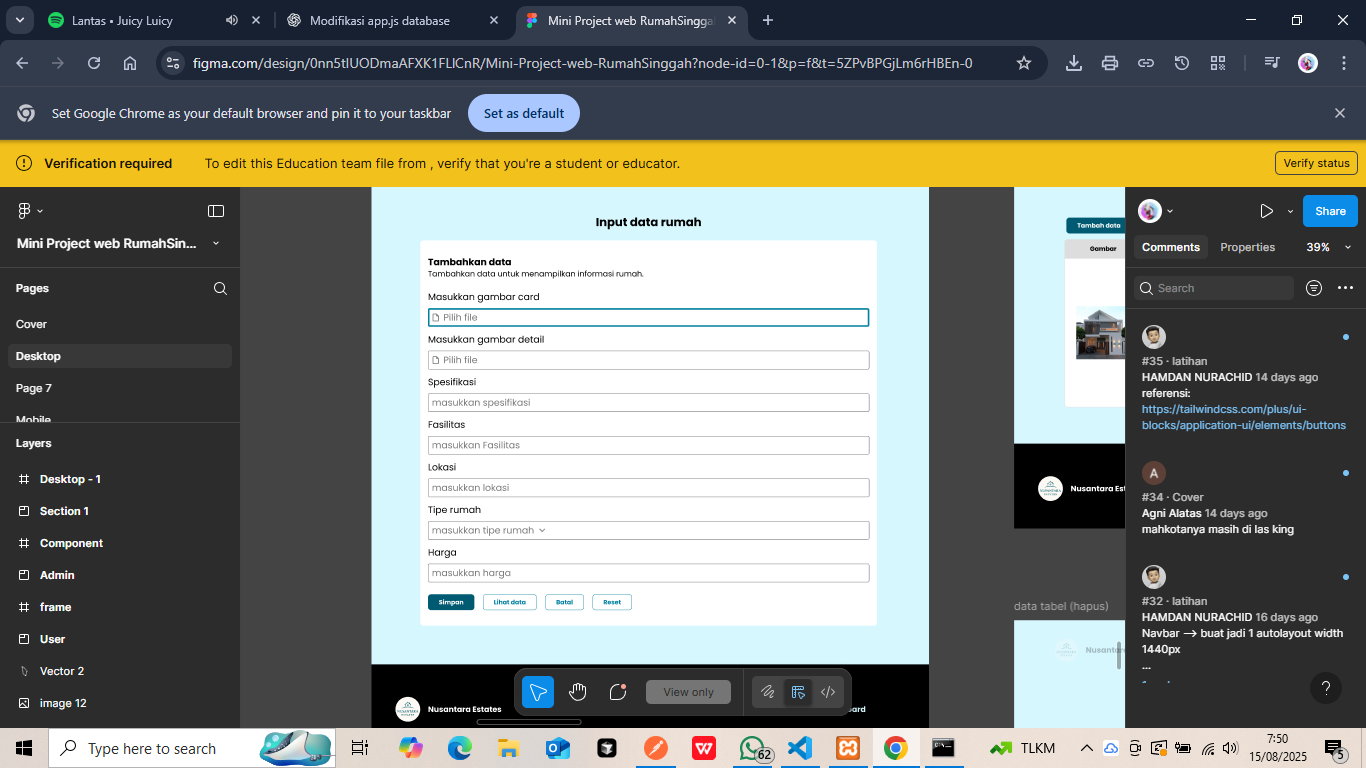 Lantas • Juicy Luicy
Modifikasi app.js database
Mini Project web RumahSingga
figma.com/design/0nn5tlUODmaAFXK1FLlCnR/Mini-Project-web-RumahSinggah?node-id=0-1&p=f&t=5ZPvBPGjLm6rHBEn-0
Set Google Chrome as your default browser and pin it to your taskbar
Set as default
Verification required
To edit this Education team file from , verify that you're a student or educator.
Verify status
Mini Project web RumahSin...
Pages
Cover
Desktop
Page 7
Mobile
Layers
Desktop - 1
Section 1
Component
Admin
frame
User
Vector 2
image 12
Input data rumah
Tambahkan data
Tambahkan data untuk menampilkan informasi rumah.
Masukkan gambar card
Pilih file
Masukkan gambar detail
Pilih file
Spesifikasi
masukkan spesifikasi
Fasilitas
masukkan Fasilitas
Lokasi
masukkan lokasi
Tipe rumah
masukkan tipe rumah
Harga
masukkan harga
Simpan
Lihat data
Batal
Reset
Nusantara Estates
View only
Tambah data
Gambar
Nusantara Est
data tabel (hapus)
Share
Comments
Properties
39%
Search
#35 · latihan
HAMDAN NURACHID 14 days ago
referensi:
https://tailwindcss.com/plus/ui-
blocks/application-ui/elements/buttons
A
#34 · Cover
Agni Alatas 14 days ago
mahkotanya masih di las king
#32 · latihan
HAMDAN NURACHID 16 days ago
Navbar --> buat jadi 1 autolayout width
1440px
...
?
Type here to search
62
TLKM
7:50
15/08/2025
5